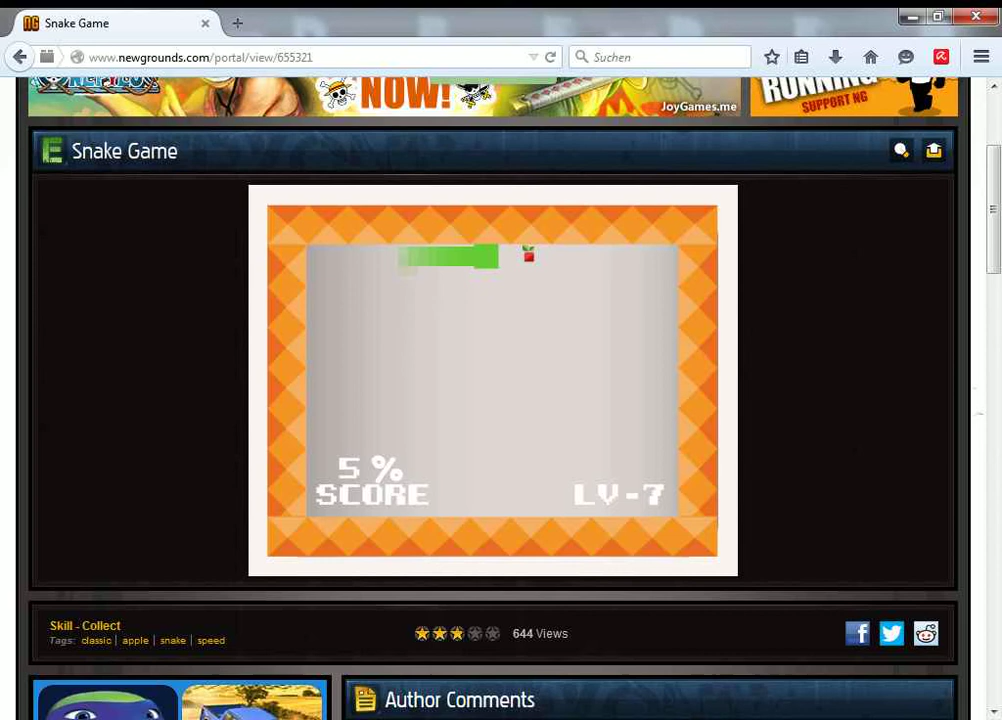 Snake Game
www.newgrounds.com/portal/view/655321
Suchen
NOW!
JoyGames.me
RUNNING
SUPPORT NG
E
Snake Game
5 %
SCORE
LV-7
Skill - Collect
Tags: classic | apple | snake | speed
644 Views
Author Comments